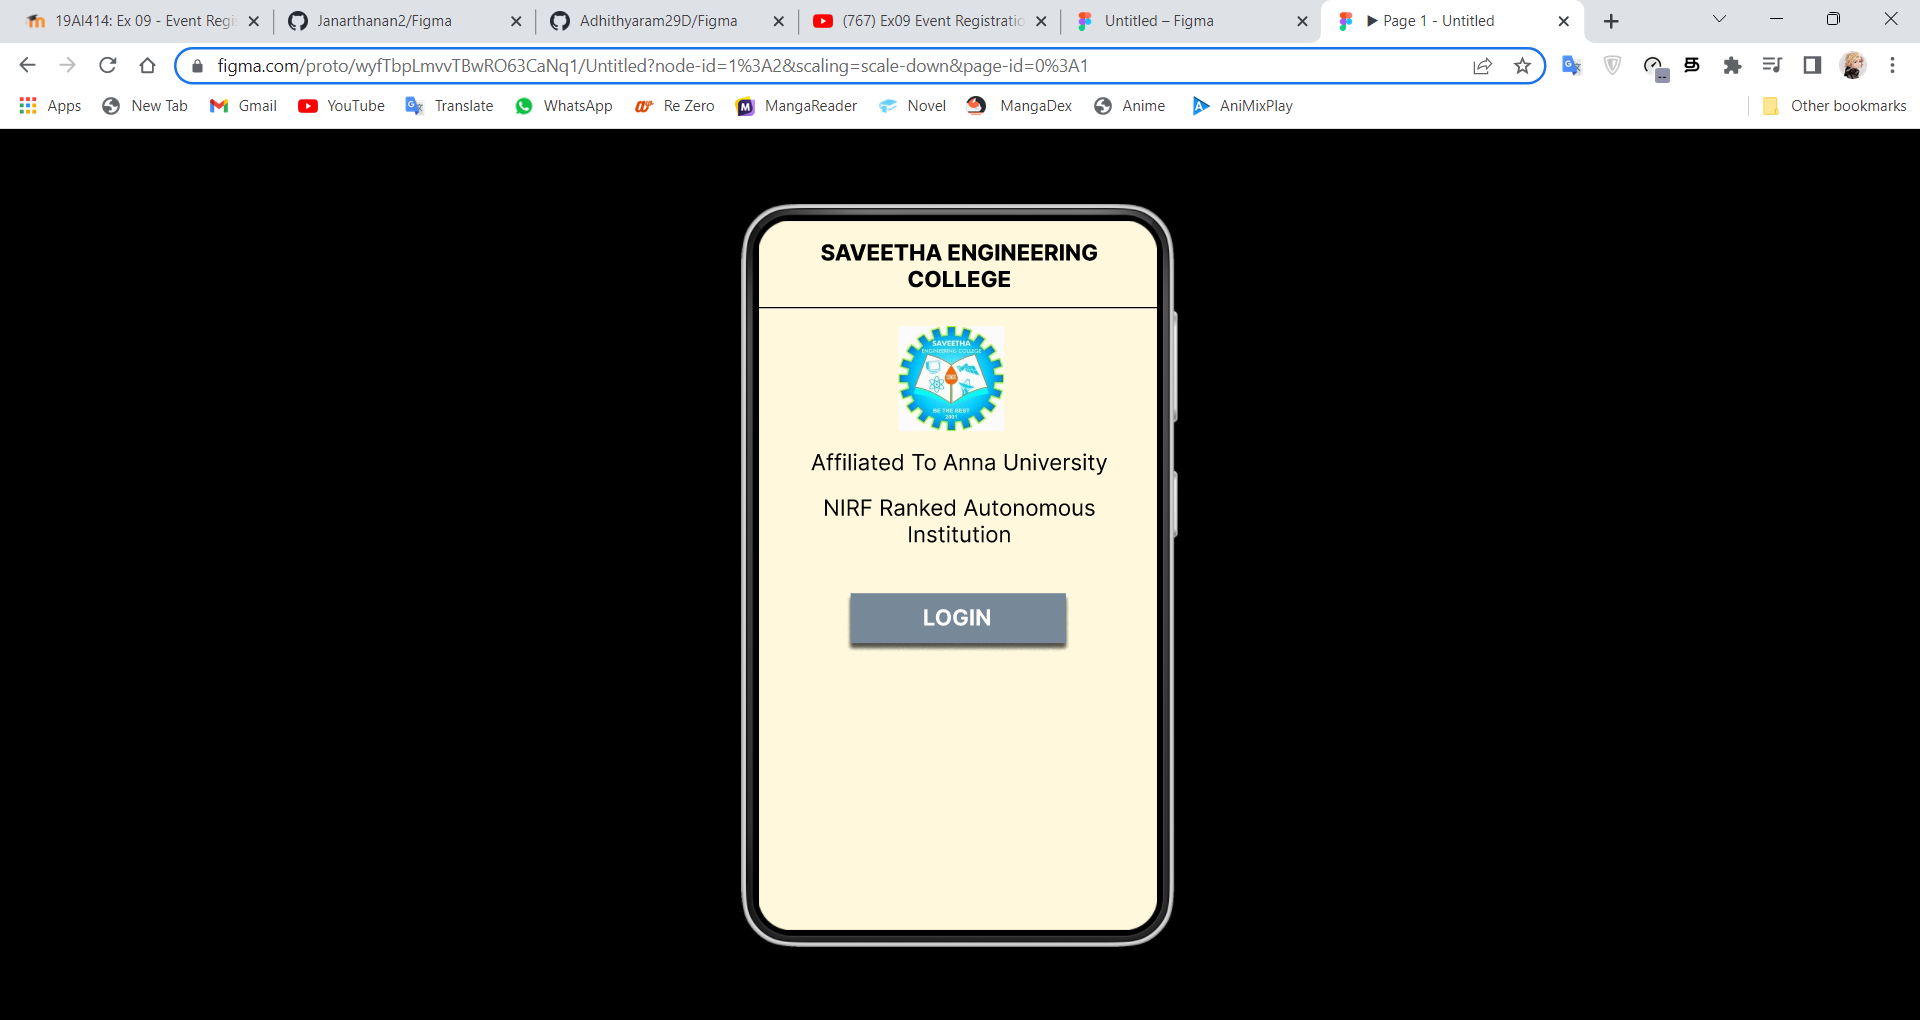 19AI414: Ex 09 - Event Regis
Janarthanan2/Figma
Adhithyaram29D/Figma
(767) Ex09 Event Registratio
Untitled – Figma
▶ Page 1 - Untitled
figma.com/proto/wyfTbpLmvvTBwRO63CaNq1/Untitled?node-id=1%3A2&scaling=scale-down&page-id=0%3A1
Apps
New Tab
Gmail
YouTube
Translate
WhatsApp
Re Zero
MangaReader
Novel
MangaDex
Anime
AniMixPlay
Other bookmarks
SAVEETHA ENGINEERING
COLLEGE
SAVEETHA
ENGINEERING COLLEGE
BE THE BEST
2001
Affiliated To Anna University
NIRF Ranked Autonomous
Institution
LOGIN